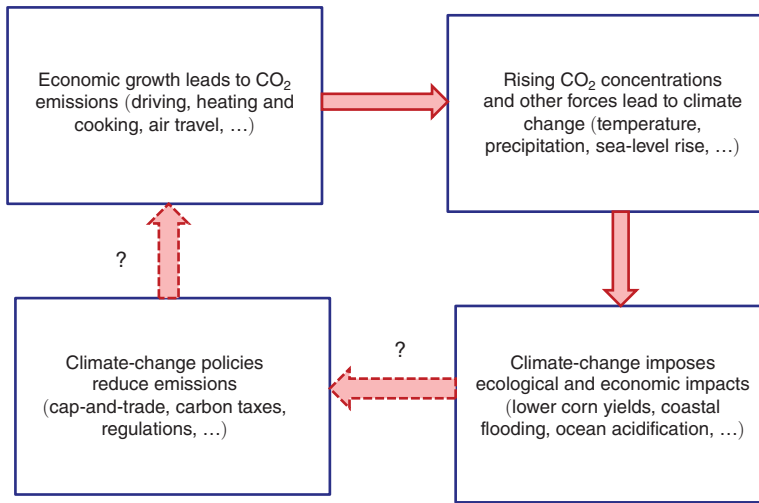 Economic growth leads to CO₂
emissions (driving, heating and
cooking, air travel, ...)
Rising CO₂ concentrations
and other forces lead to climate
change (temperature,
precipitation, sea-level rise, ...)
?
?
Climate-change policies
reduce emissions
(cap-and-trade, carbon taxes,
regulations, ...)
Climate-change imposes
ecological and economic impacts
(lower corn yields, coastal
flooding, ocean acidification, ...)